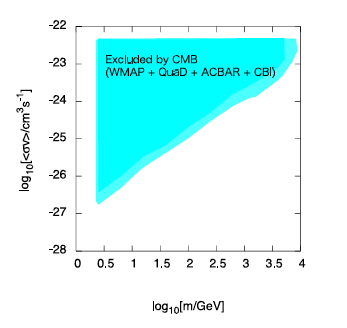 -22
Excluded by CMB
(WMAP + QuaD + ACBAR + CBI)
-23
-24
-25
-26
-27
-28
log10[<σv>/cm3s-1]
0 0.5 1 1.5 2 2.5 3 3.5 4
log10[m/GeV]